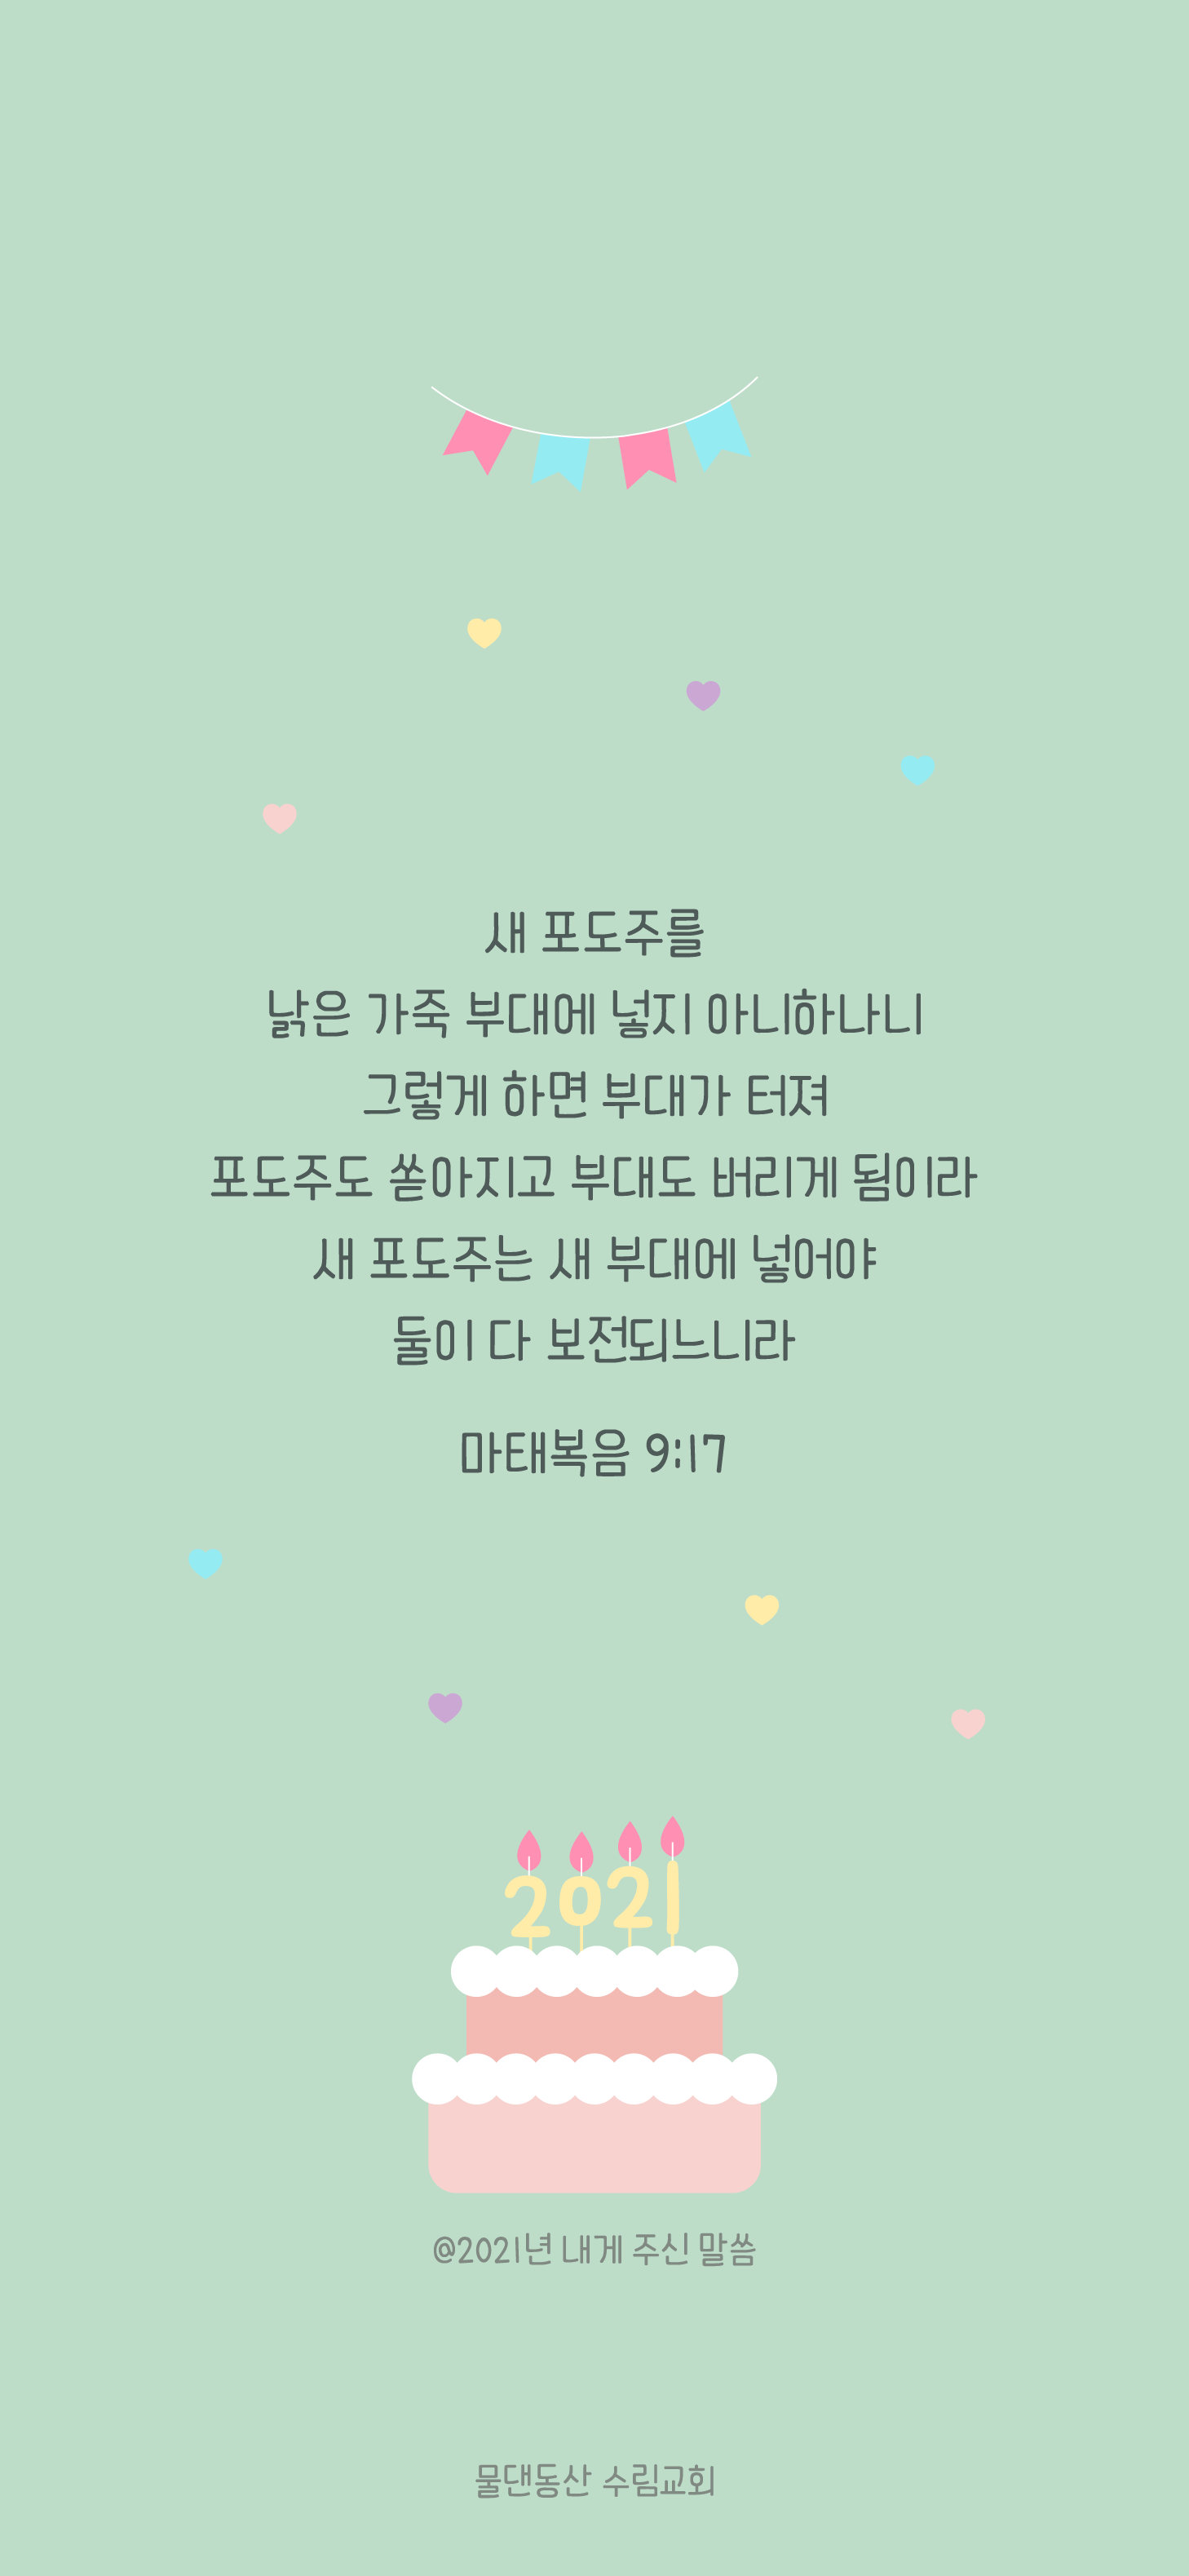 새 포도주를
낡은 가죽 부대에 넣지 아니하나니
그렇게 하면 부대가 터져
포도주도 쏟아지고 부대도 버리게 됨이라
새 포도주는 새 부대에 넣어야
둘이 다 보전되느니라
마태복음 9:17
2021
@2021년 내게 주신 말씀
물댄동산 수림교회